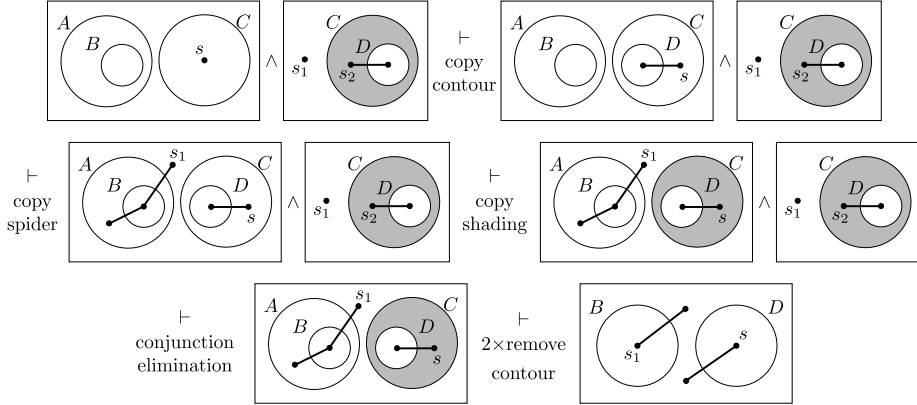 A B s C ∧ s₁ C D s₂ ⊢ copy contour A B C D s ∧ s₁ C D s₂
⊢ copy spider A B s₁ C D s ∧ s₁ C D s₂ ⊢ copy shading A B s₁ C D s ∧ s₁ C D s₂
⊢ conjunction elimination A B s₁ C D s ⊢ 2×remove contour B s₁ s D